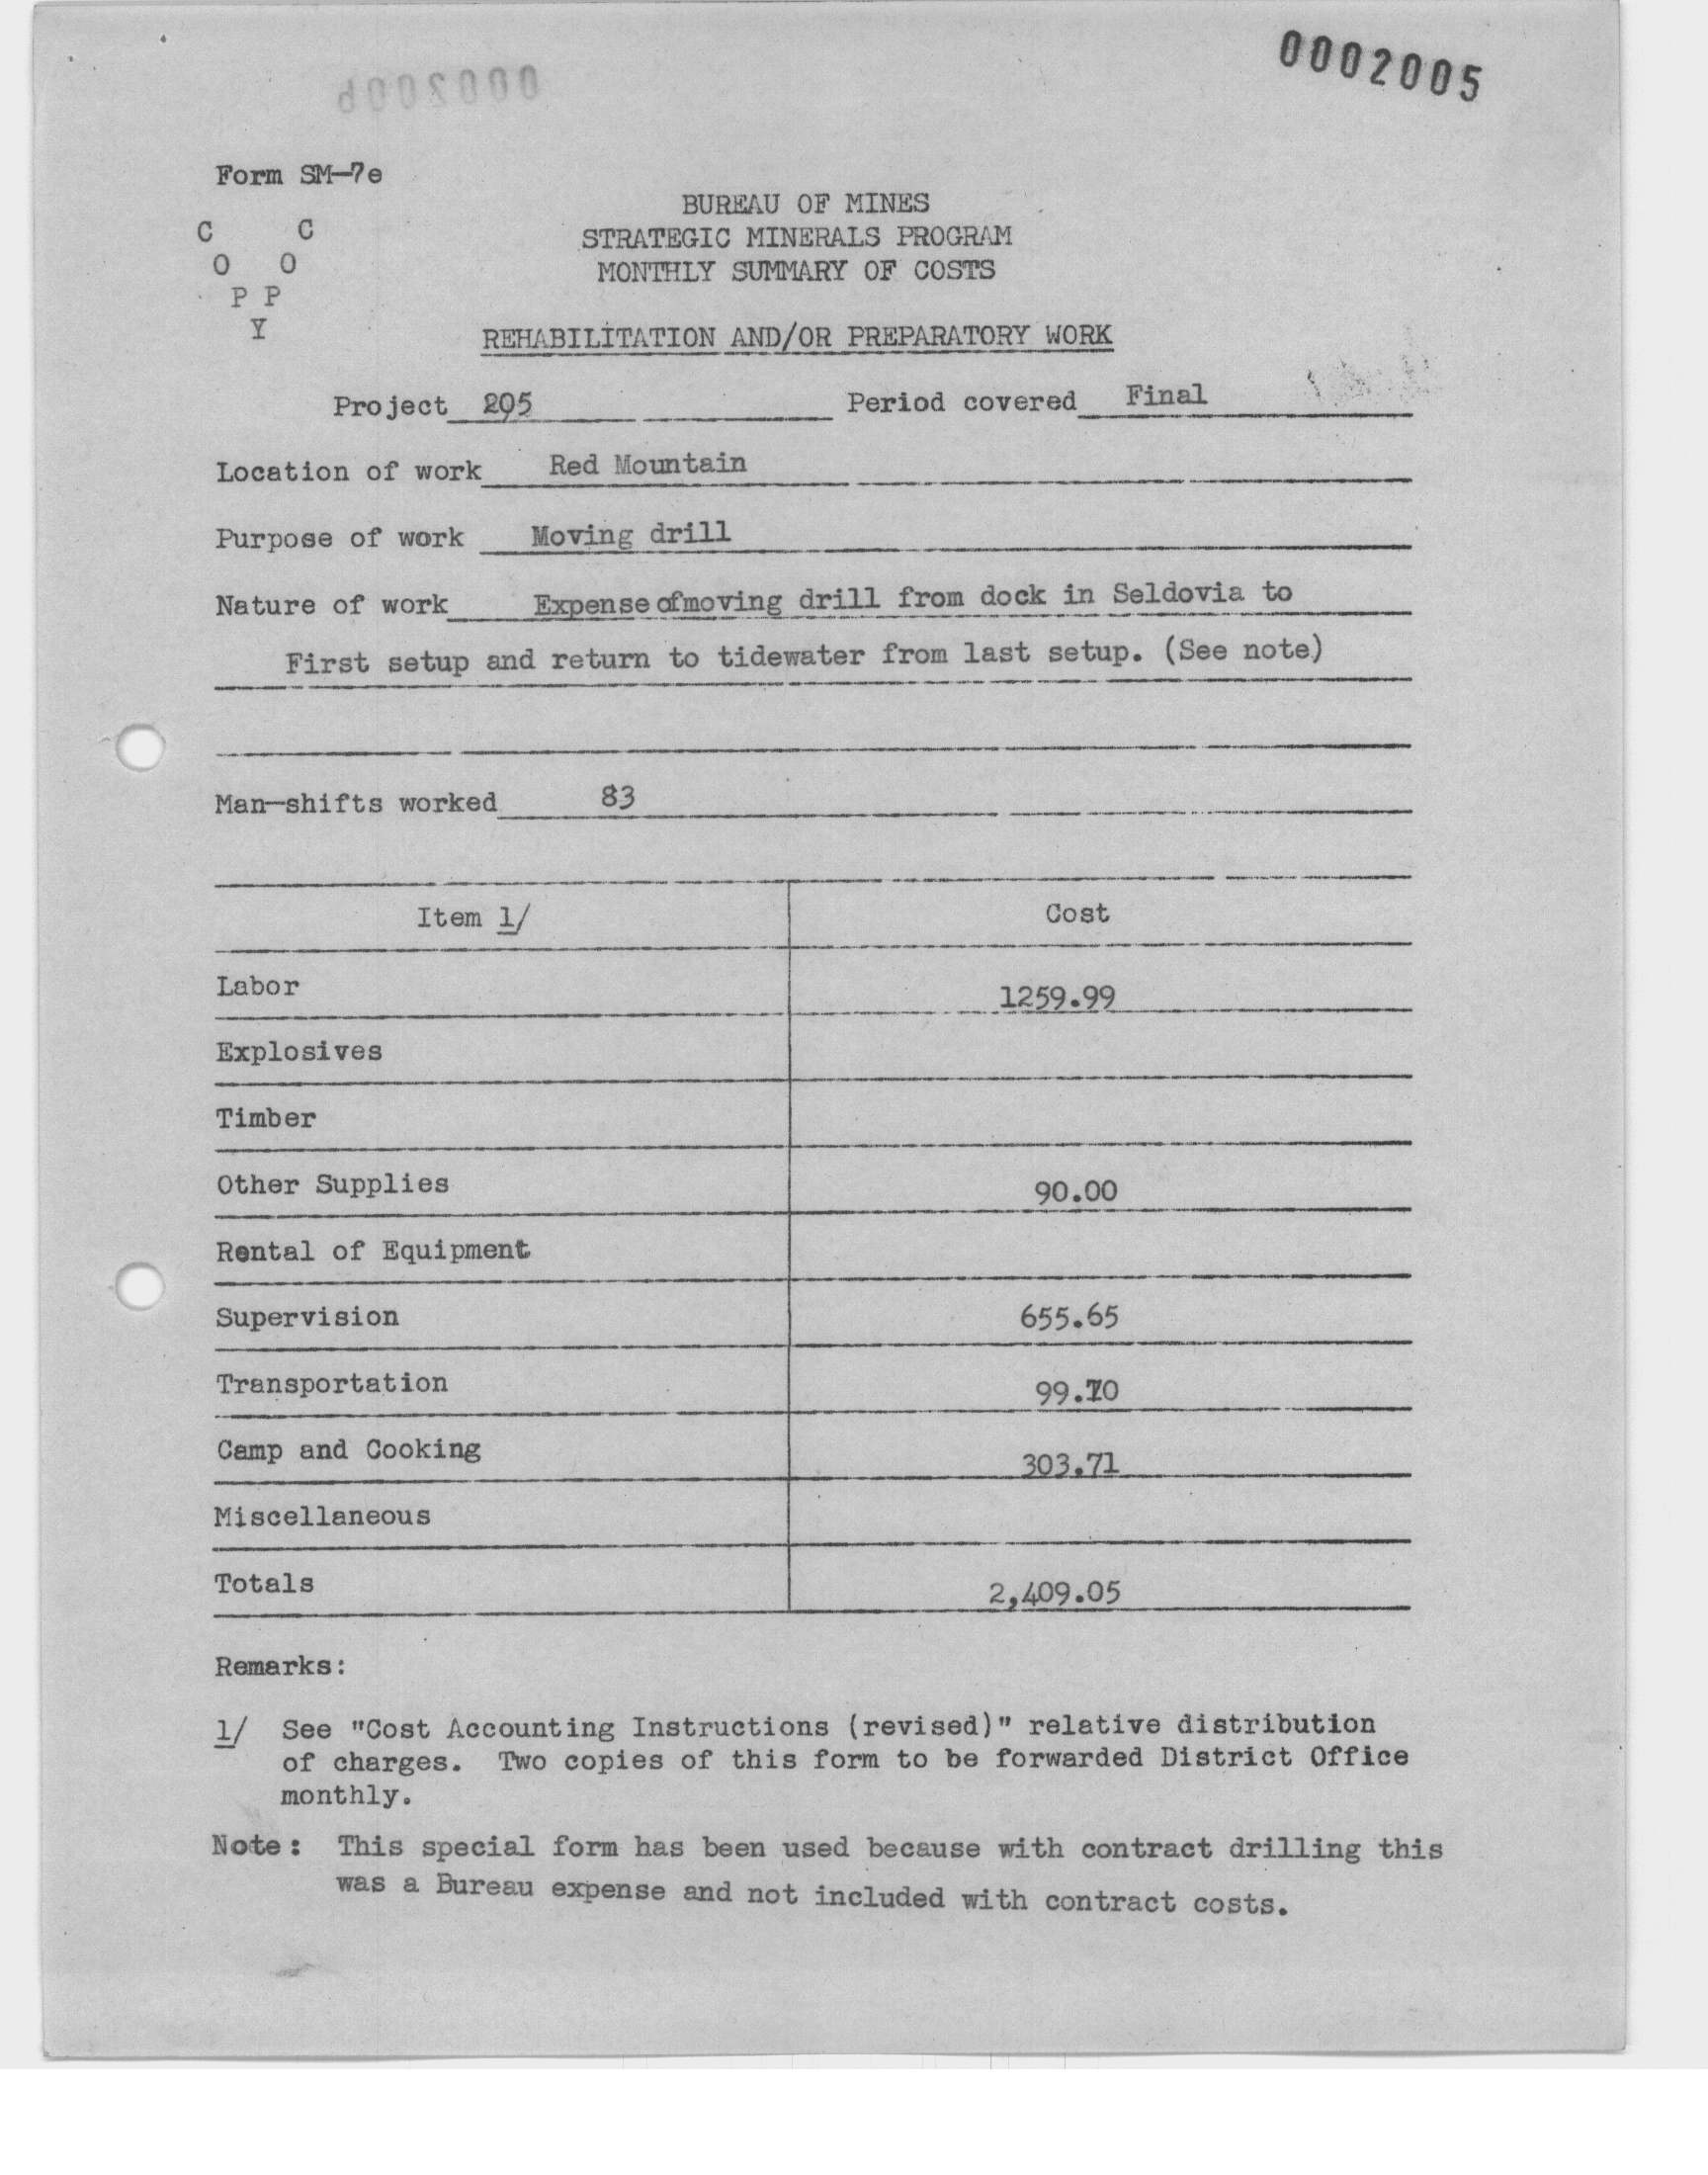 0002005
Form SM-7e
BUREAU OF MINES
C C
STRATEGIC MINERALS PROGRAM
O O
MONTHLY SUMMARY OF COSTS
P P
Y
REHABILITATION AND/OR PREPARATORY WORK
Project 205 Period covered Final
Location of work Red Mountain
Purpose of work Moving drill
Nature of work Expense of moving drill from dock in Seldovia to
First setup and return to tidewater from last setup. (See note)
Man-shifts worked 83
Item 1/ Cost
Labor 1259.99
Explosives
Timber
Other Supplies 90.00
Rental of Equipment
Supervision 655.65
Transportation 99.70
Camp and Cooking 303.71
Miscellaneous
Totals 2,409.05
Remarks:
1/ See "Cost Accounting Instructions (revised)" relative distribution
of charges. Two copies of this form to be forwarded District Office
monthly.
Note: This special form has been used because with contract drilling this
was a Bureau expense and not included with contract costs.